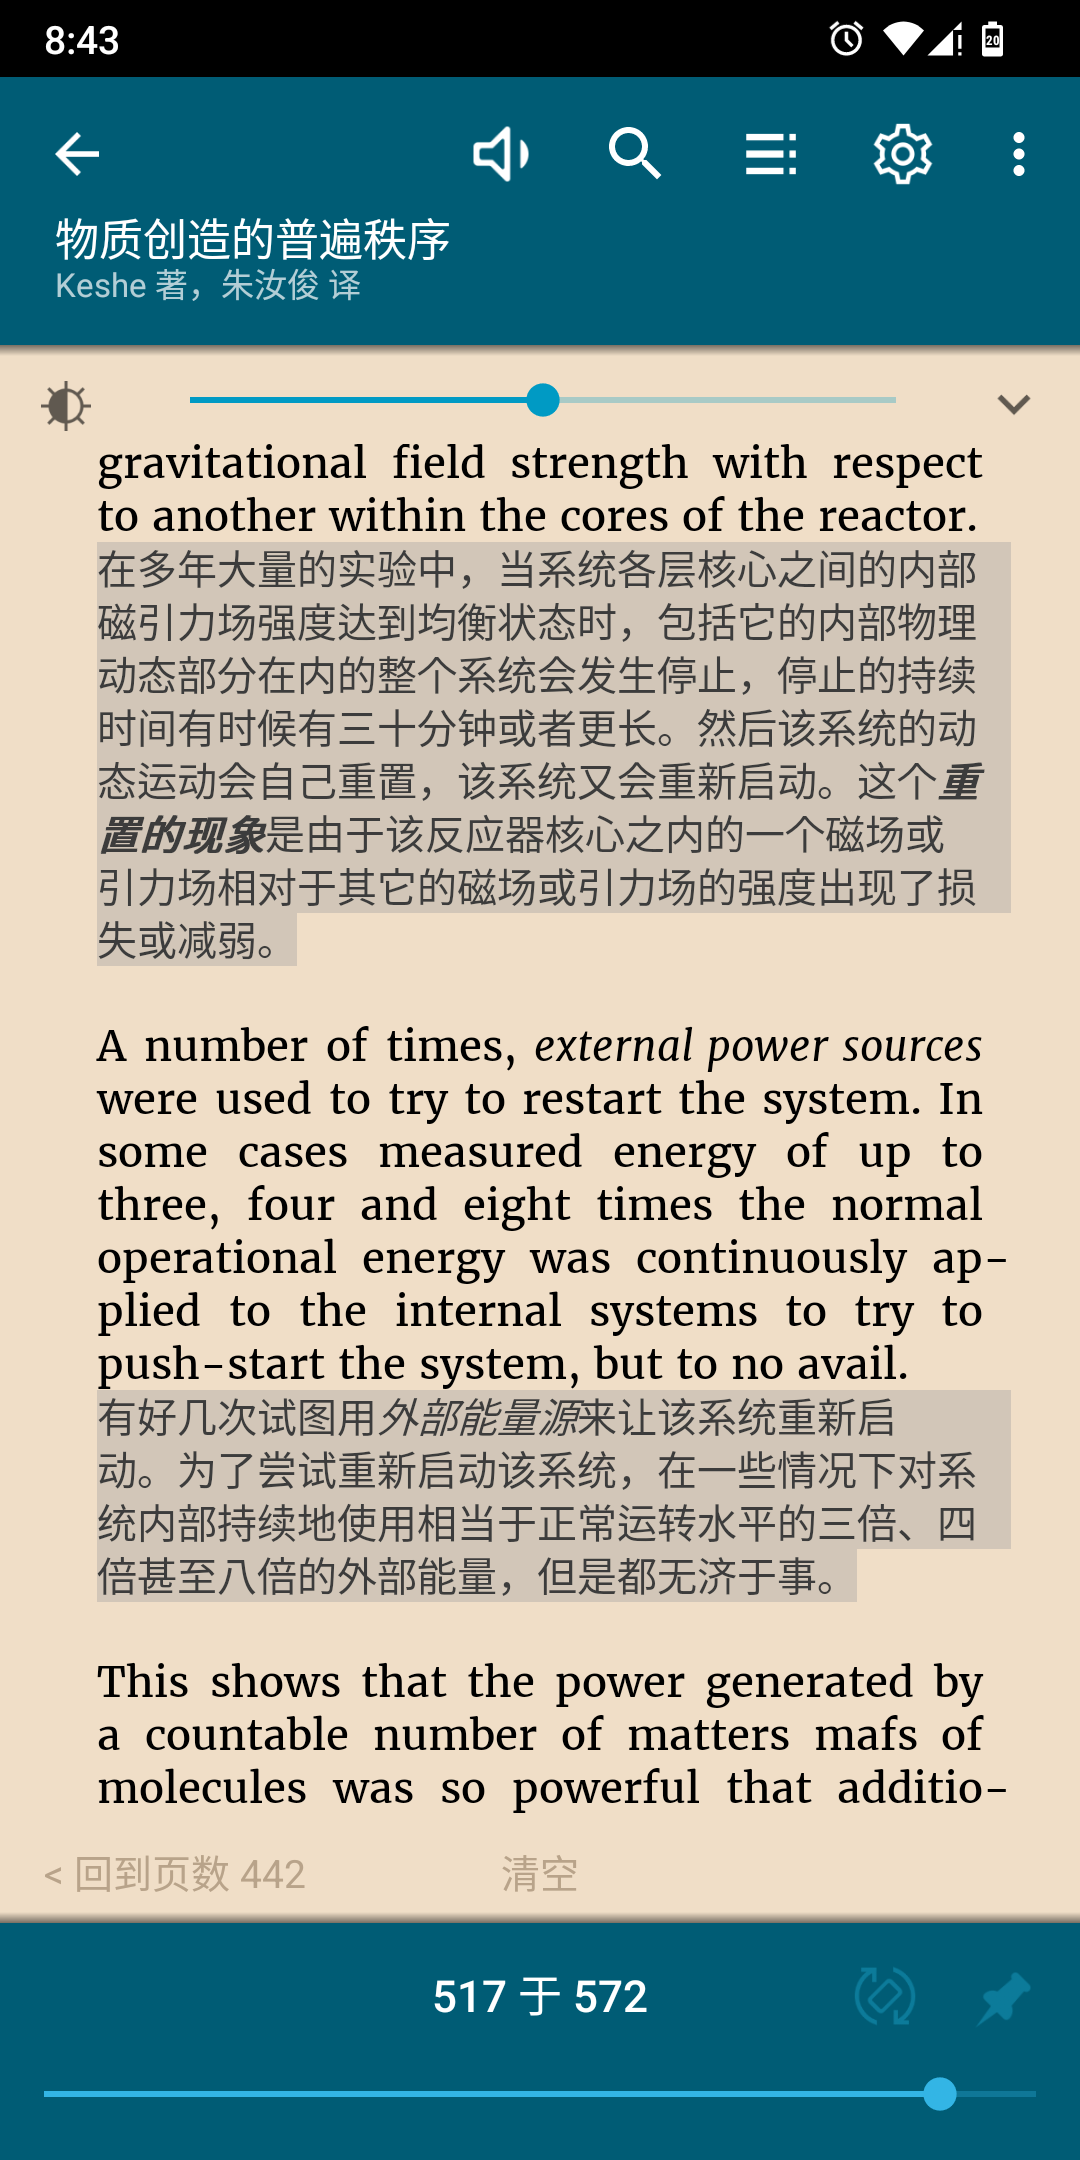 8:43
20
物质创造的普遍秩序
Keshe 著，朱汝俊 译
gravitational field strength with respect
to another within the cores of the reactor.
在多年大量的实验中，当系统各层核心之间的内部
磁引力场强度达到均衡状态时，包括它的内部物理
动态部分在内的整个系统会发生停止，停止的持续
时间有时候有三十分钟或者更长。然后该系统的动
态运动会自己重置，该系统又会重新启动。这个重
置的现象是由于该反应器核心之内的一个磁场或
引力场相对于其它的磁场或引力场的强度出现了损
失或减弱。
A number of times, external power sources
were used to try to restart the system. In
some cases measured energy of up to
three, four and eight times the normal
operational energy was continuously ap-
plied to the internal systems to try to
push-start the system, but to no avail.
有好几次试图用外部能量源来让该系统重新启
动。为了尝试重新启动该系统，在一些情况下对系
统内部持续地使用相当于正常运转水平的三倍、四
倍甚至八倍的外部能量，但是都无济于事。
This shows that the power generated by
a countable number of matters mafs of
molecules was so powerful that additio-
< 回到页数 442 清空
517 于 572